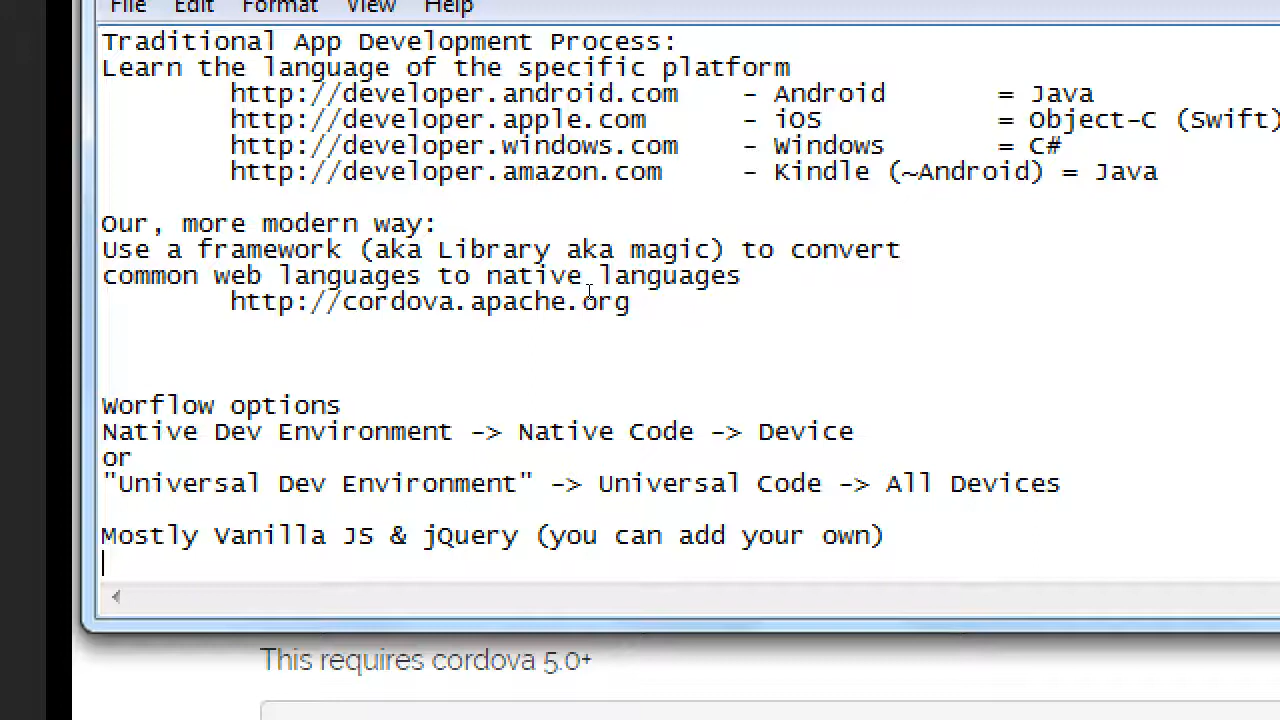 File Edit Format View Help
Traditional App Development Process:
Learn the language of the specific platform
http://developer.android.com - Android = Java
http://developer.apple.com - iOS = Object-C (Swift)
http://developer.windows.com - Windows = C#
http://developer.amazon.com - Kindle (~Android) = Java
Our, more modern way:
Use a framework (aka Library aka magic) to convert
common web languages to native languages
http://cordova.apache.org
Worflow options
Native Dev Environment -> Native Code -> Device
or
"Universal Dev Environment" -> Universal Code -> All Devices
Mostly Vanilla JS & jQuery (you can add your own)
This requires cordova 5.0+